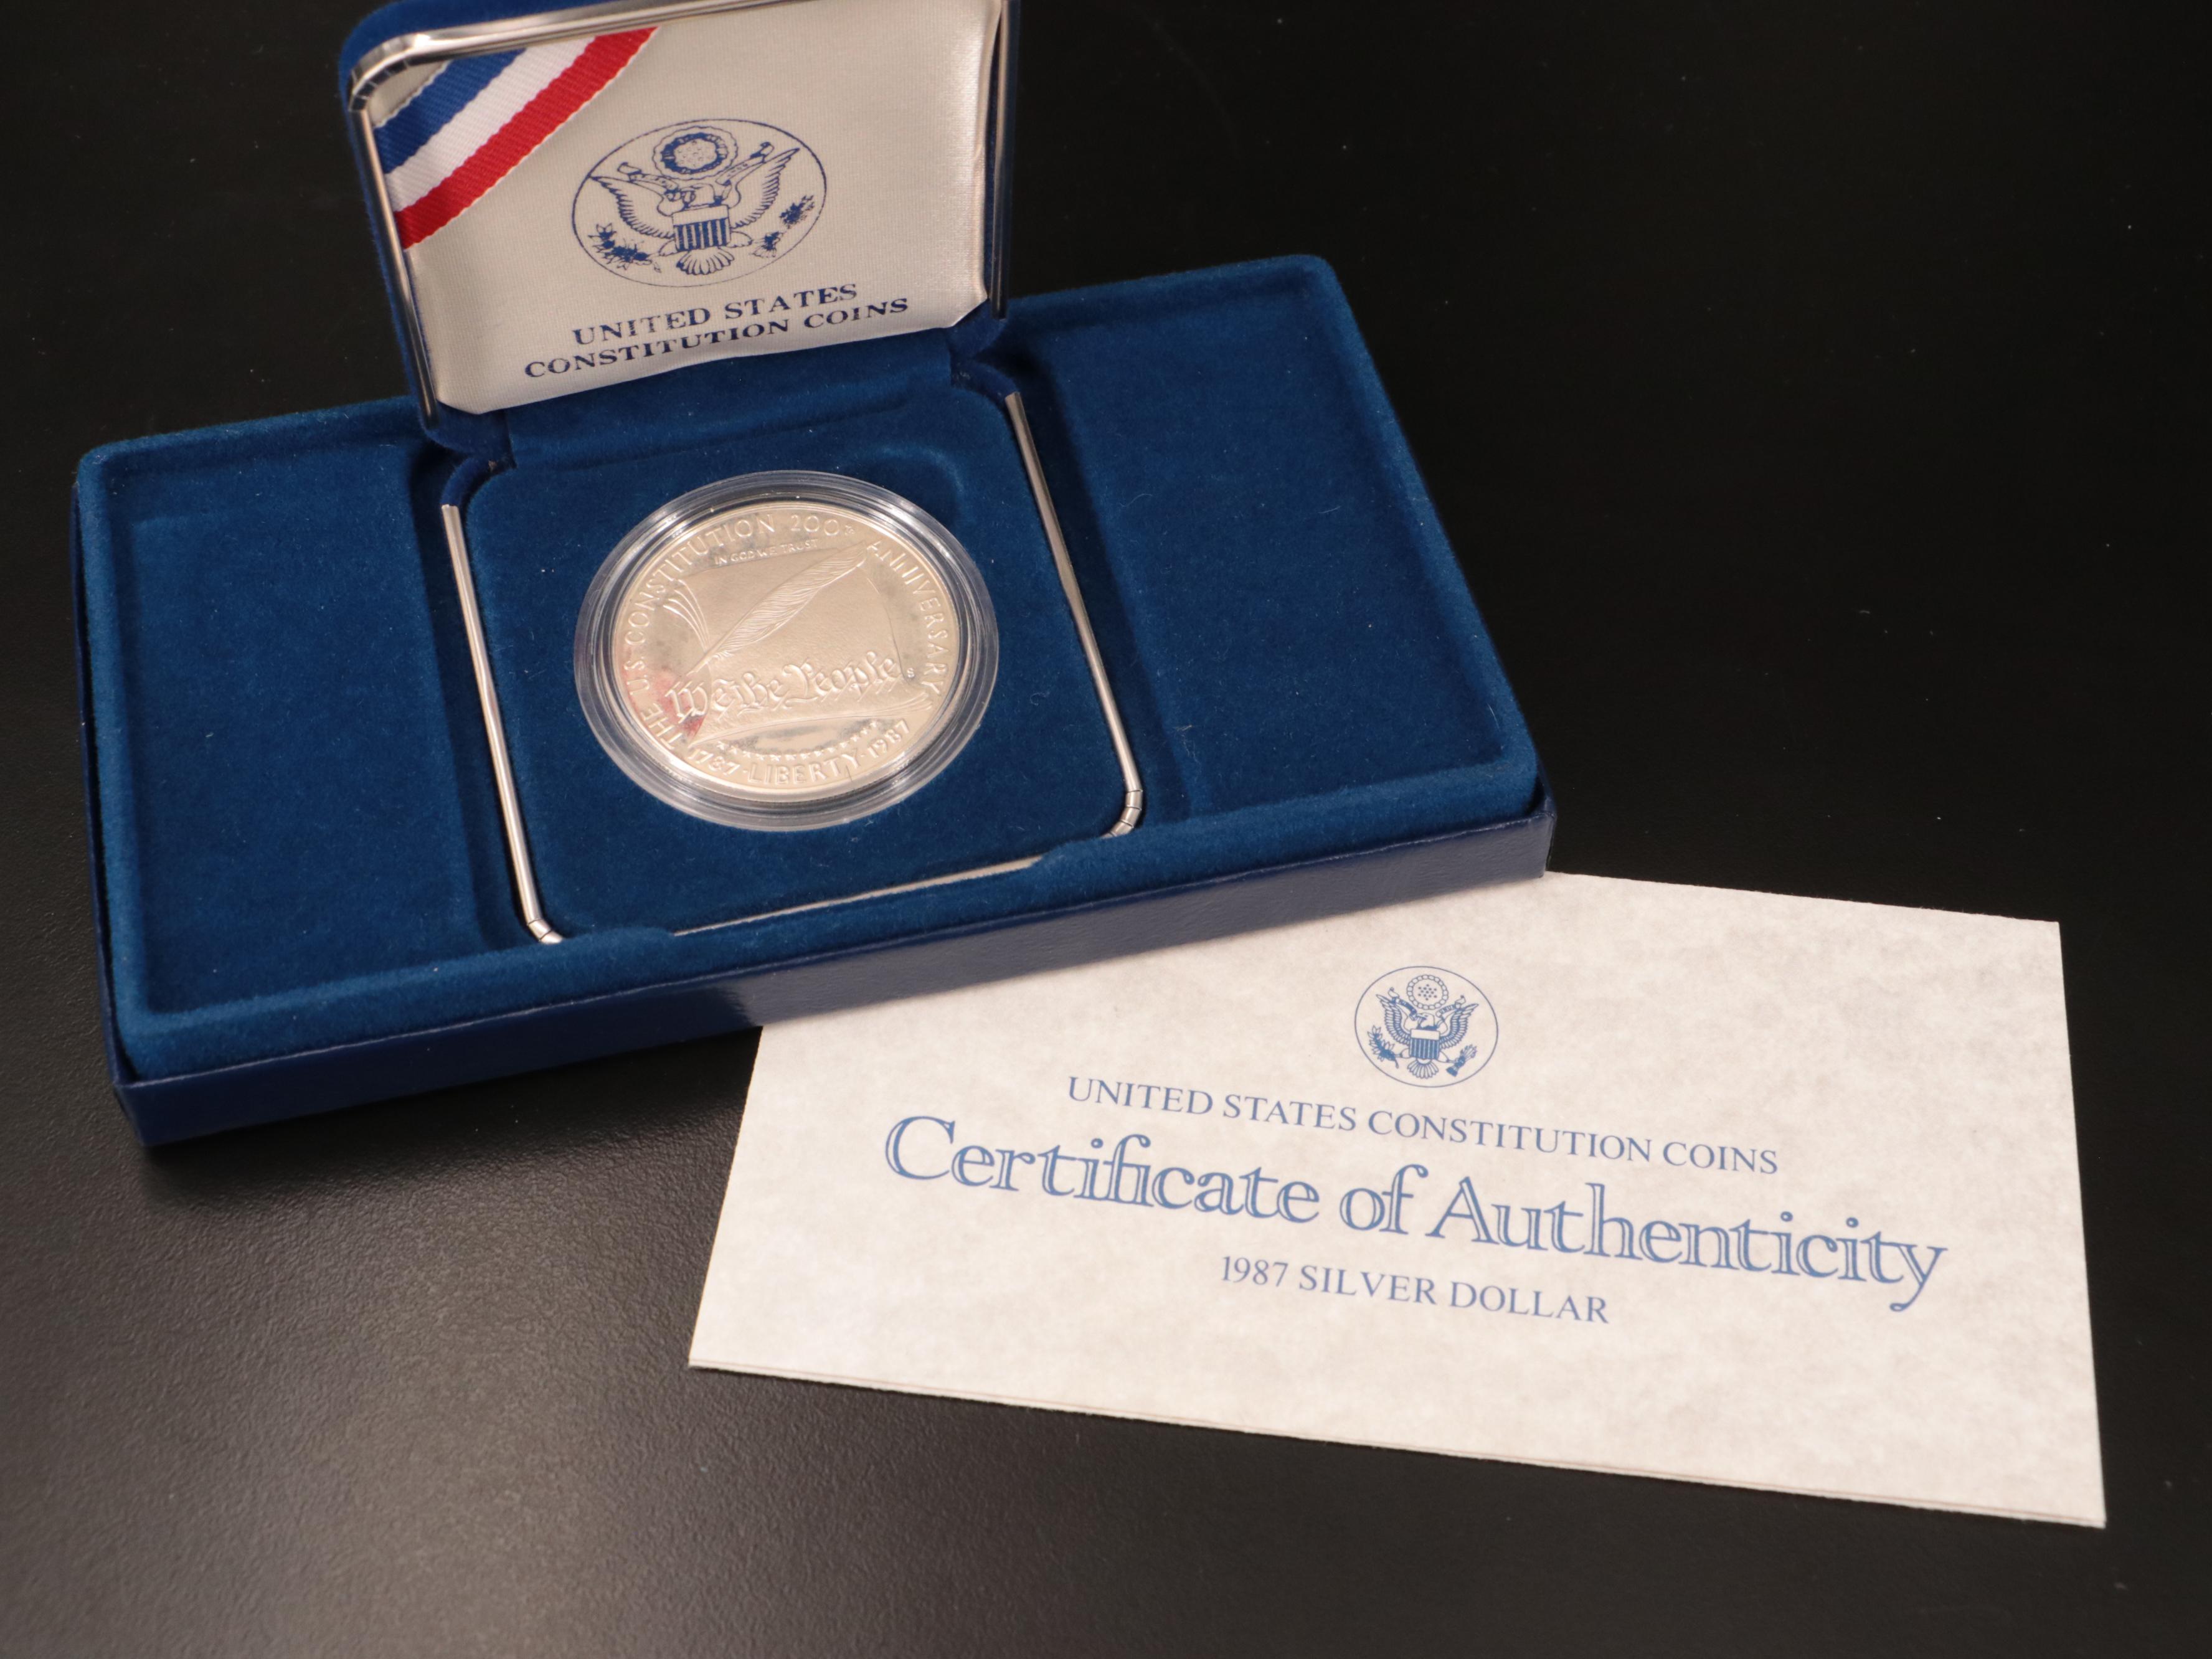 UNITED STATES
CONSTITUTION COINS
THE U.S. CONSTITUTION 200TH ANNIVERSARY
IN GOD WE TRUST
We the People
S
1787 · LIBERTY · 1987
UNITED STATES CONSTITUTION COINS
Certificate of Authenticity
1987 SILVER DOLLAR